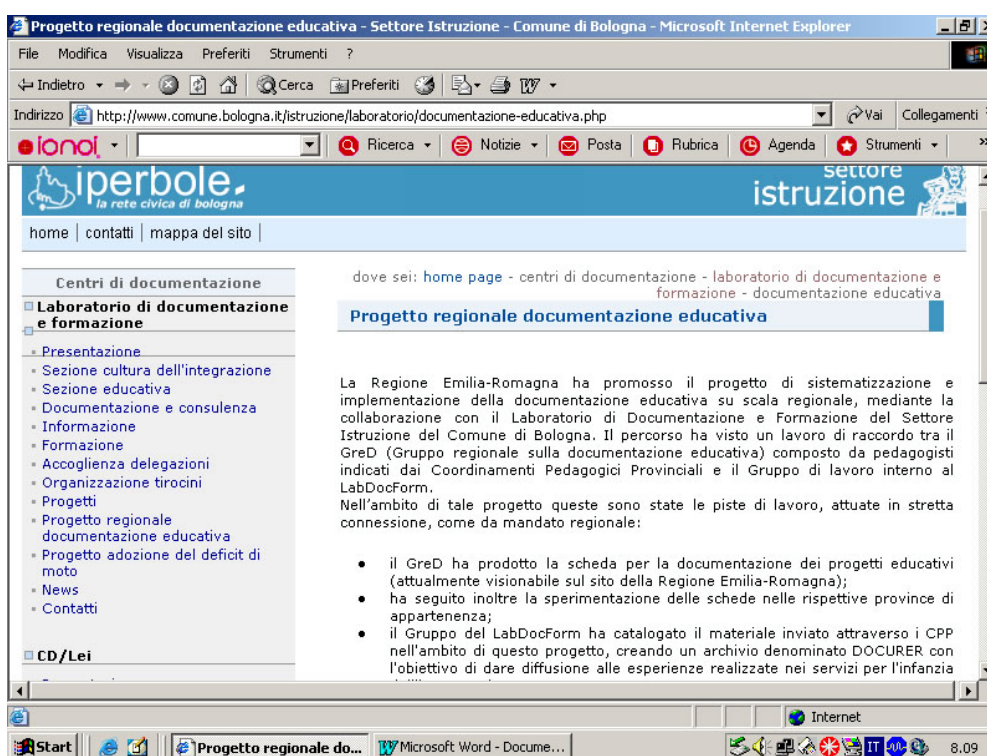 Progetto regionale documentazione educativa - Settore Istruzione - Comune di Bologna - Microsoft Internet Explorer
File Modifica Visualizza Preferiti Strumenti ?
Indietro Cerca Preferiti
Indirizzo http://www.comune.bologna.it/istruzione/laboratorio/documentazione-educativa.php Vai Collegamenti
iono! Ricerca Notizie Posta Rubrica Agenda Strumenti
iperbole settore
la rete civica di bologna istruzione
home | contatti | mappa del sito |
Centri di documentazione
Laboratorio di documentazione
e formazione
Presentazione
Sezione cultura dell'integrazione
Sezione educativa
Documentazione e consulenza
Informazione
Formazione
Accoglienza delegazioni
Organizzazione tirocini
Progetti
Progetto regionale
documentazione educativa
Progetto adozione del deficit di
moto
News
Contatti
CD/Lei
dove sei: home page - centri di documentazione - laboratorio di documentazione e
formazione - documentazione educativa
Progetto regionale documentazione educativa
La Regione Emilia-Romagna ha promosso il progetto di sistematizzazione e
implementazione della documentazione educativa su scala regionale, mediante la
collaborazione con il Laboratorio di Documentazione e Formazione del Settore
Istruzione del Comune di Bologna. Il percorso ha visto un lavoro di raccordo tra il
GreD (Gruppo regionale sulla documentazione educativa) composto da pedagogisti
indicati dai Coordinamenti Pedagogici Provinciali e il Gruppo di lavoro interno al
LabDocForm.
Nell'ambito di tale progetto queste sono state le piste di lavoro, attuate in stretta
connessione, come da mandato regionale:
● il GreD ha prodotto la scheda per la documentazione dei progetti educativi
(attualmente visionabile sul sito della Regione Emilia-Romagna);
● ha seguito inoltre la sperimentazione delle schede nelle rispettive province di
appartenenza;
● il Gruppo del LabDocForm ha catalogato il materiale inviato attraverso i CPP
nell'ambito di questo progetto, creando un archivio denominato DOCURER con
l'obiettivo di dare diffusione alle esperienze realizzate nei servizi per l'infanzia
Internet
Start Progetto regionale do... Microsoft Word - Docume... IT 8.09